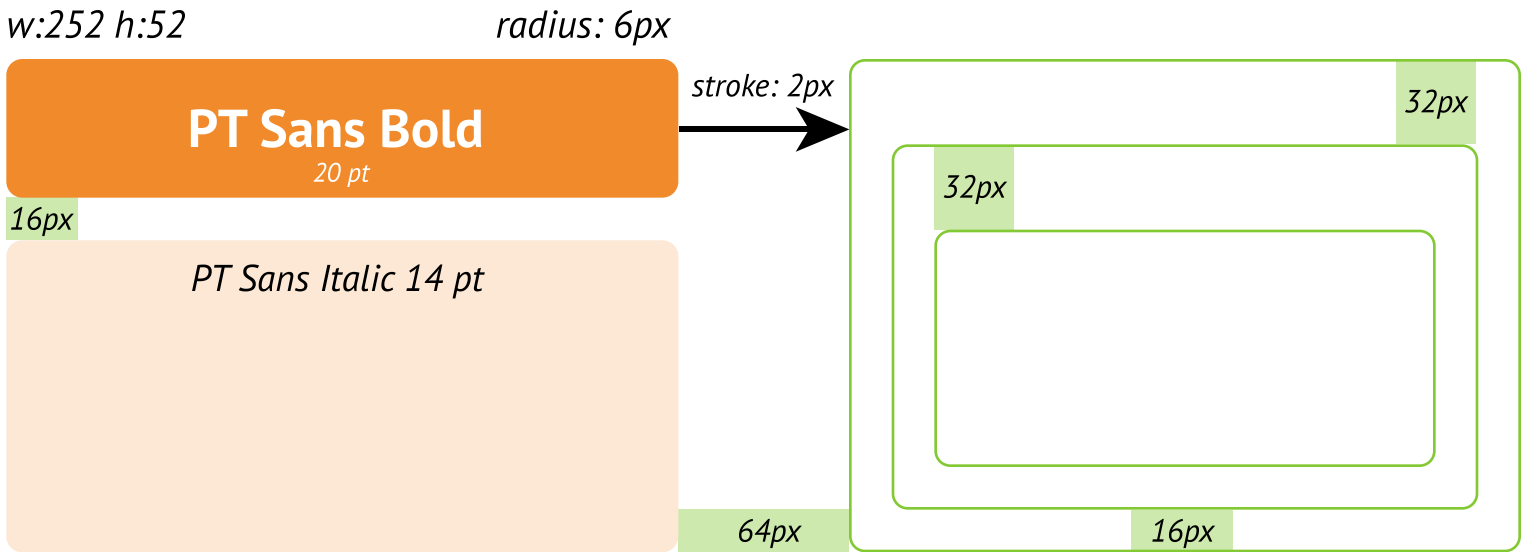 w:252 h:52
radius: 6px
PT Sans Bold
20 pt
stroke: 2px
32px
32px
16px
PT Sans Italic 14 pt
64px
16px